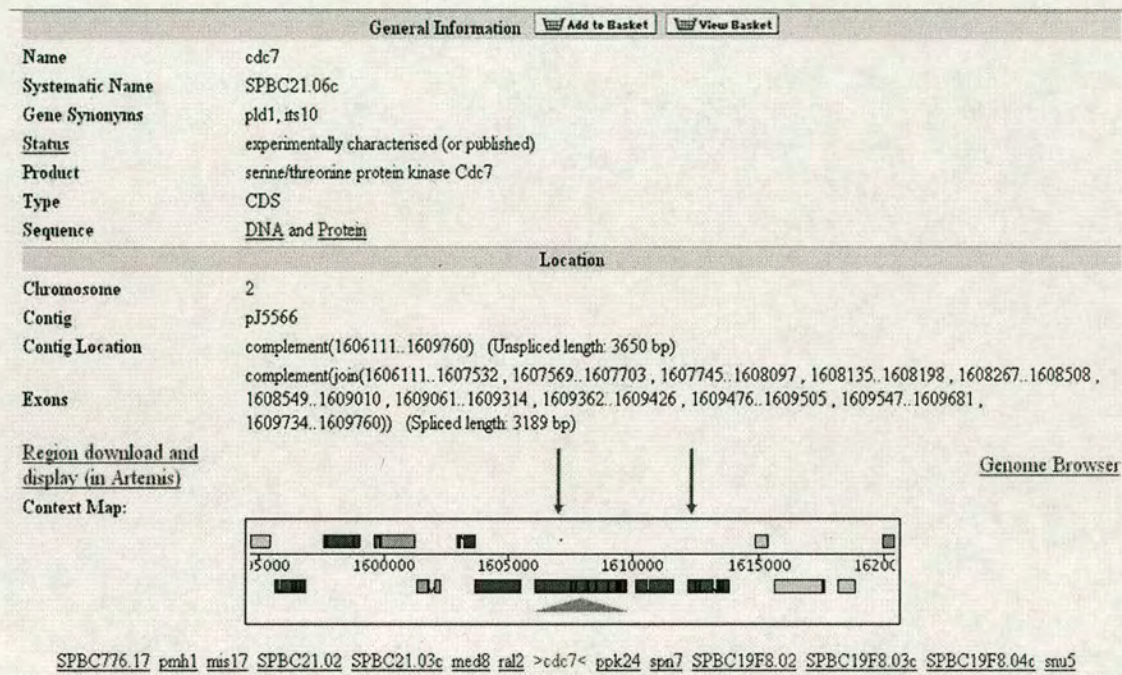 General Information Add to Basket View Basket
Name cdc7
Systematic Name SPBC21.06c
Gene Synonyms pld1, its10
Status experimentally characterised (or published)
Product serine/threonine protein kinase Cdc7
Type CDS
Sequence DNA and Protein
Location
Chromosome 2
Contig pJ5566
Contig Location complement(1606111..1609760) (Unspliced length: 3650 bp)
Exons complement(join(1606111..1607532 , 1607569..1607703 , 1607745..1608097 , 1608135..1608198 , 1608267..1608508 ,
1608549..1609010 , 1609061..1609314 , 1609362..1609426 , 1609476..1609505 , 1609547..1609681 ,
1609734..1609760)) (Spliced length: 3189 bp)
Region download and
display (in Artemis)
Genome Browser
Context Map:
95000 1600000 1605000 1610000 1615000 1620
SPBC776.17 pmh1 mis17 SPBC21.02 SPBC21.03c med8 ral2 >cdc7< ppk24 spn7 SPBC19F8.02 SPBC19F8.03c SPBC19F8.04c snu5